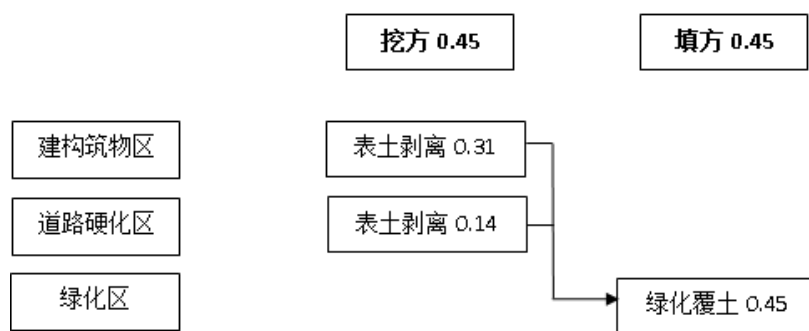 挖方 0.45
填方 0.45
建构筑物区
表土剥离 0.31
道路硬化区
表土剥离 0.14
绿化区
绿化覆土 0.45